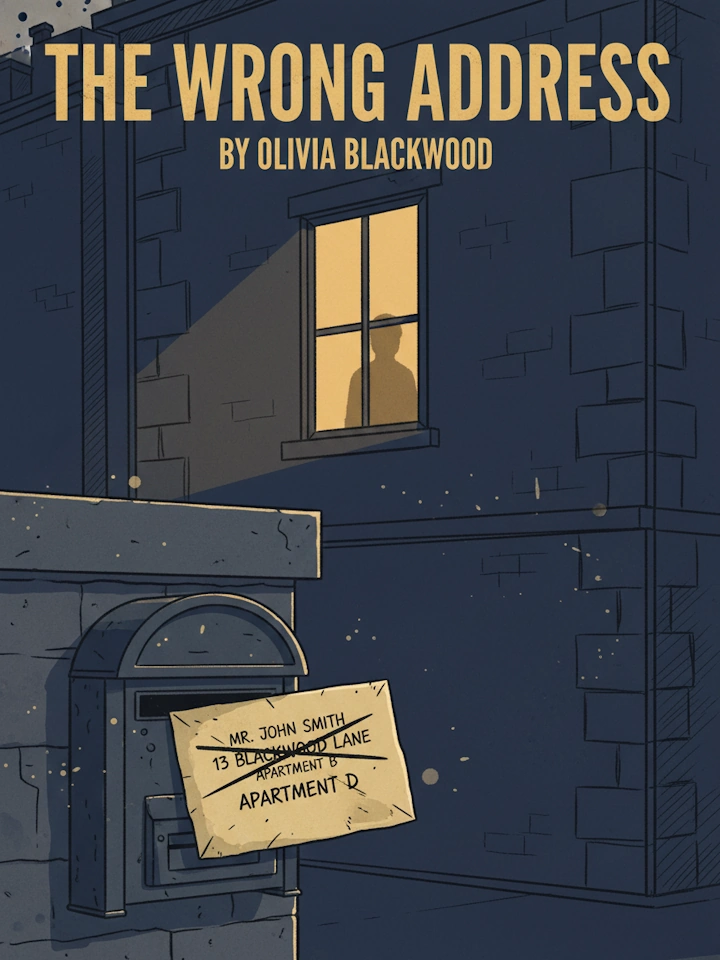 THE WRONG ADDRESS
BY OLIVIA BLACKWOOD
MR. JOHN SMITH
13 BLACKWOOD LANE
APARTMENT B
APARTMENT D